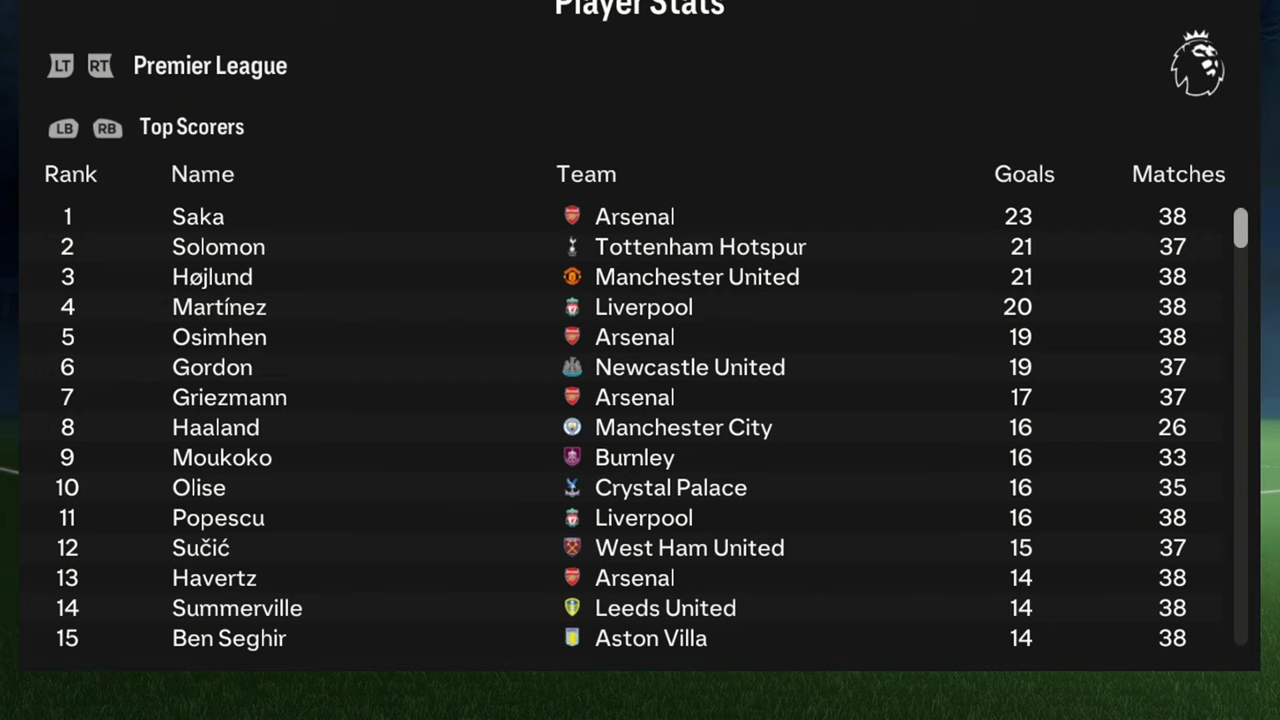 Player Stats
LT RT Premier League
LB RB Top Scorers
Rank Name Team Goals Matches
1 Saka Arsenal 23 38
2 Solomon Tottenham Hotspur 21 37
3 Højlund Manchester United 21 38
4 Martínez Liverpool 20 38
5 Osimhen Arsenal 19 38
6 Gordon Newcastle United 19 37
7 Griezmann Arsenal 17 37
8 Haaland Manchester City 16 26
9 Moukoko Burnley 16 33
10 Olise Crystal Palace 16 35
11 Popescu Liverpool 16 38
12 Sučić West Ham United 15 37
13 Havertz Arsenal 14 38
14 Summerville Leeds United 14 38
15 Ben Seghir Aston Villa 14 38